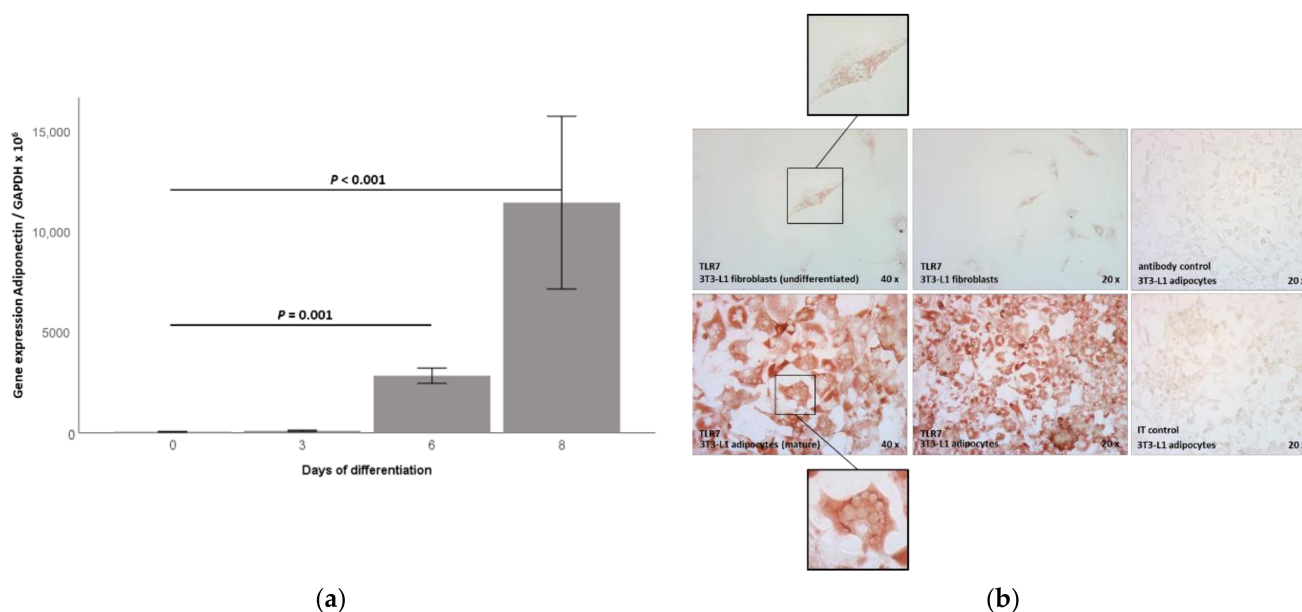 Gene expression Adiponectin / GAPDH x 10⁶
15,000
10,000
5000
0
P < 0.001
P = 0.001
0 3 6 8
Days of differentiation
(a)
TLR7
3T3-L1 fibroblasts (undifferentiated) 40 x
TLR7
3T3-L1 fibroblasts 20 x
antibody control
3T3-L1 adipocytes 20 x
TLR7
3T3-L1 adipocytes (mature) 40 x
TLR7
3T3-L1 adipocytes 20 x
IT control
3T3-L1 adipocytes 20 x
(b)